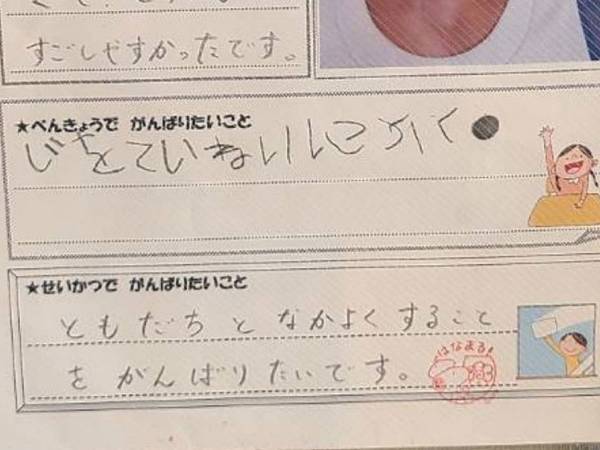 すごしやすかったです。
★べんきょうで がんばりたいこと
じをていねいにかく●
★せいかつで がんばりたいこと
ともだちとなかよくすること
をがんばりたいです。
はなまる!